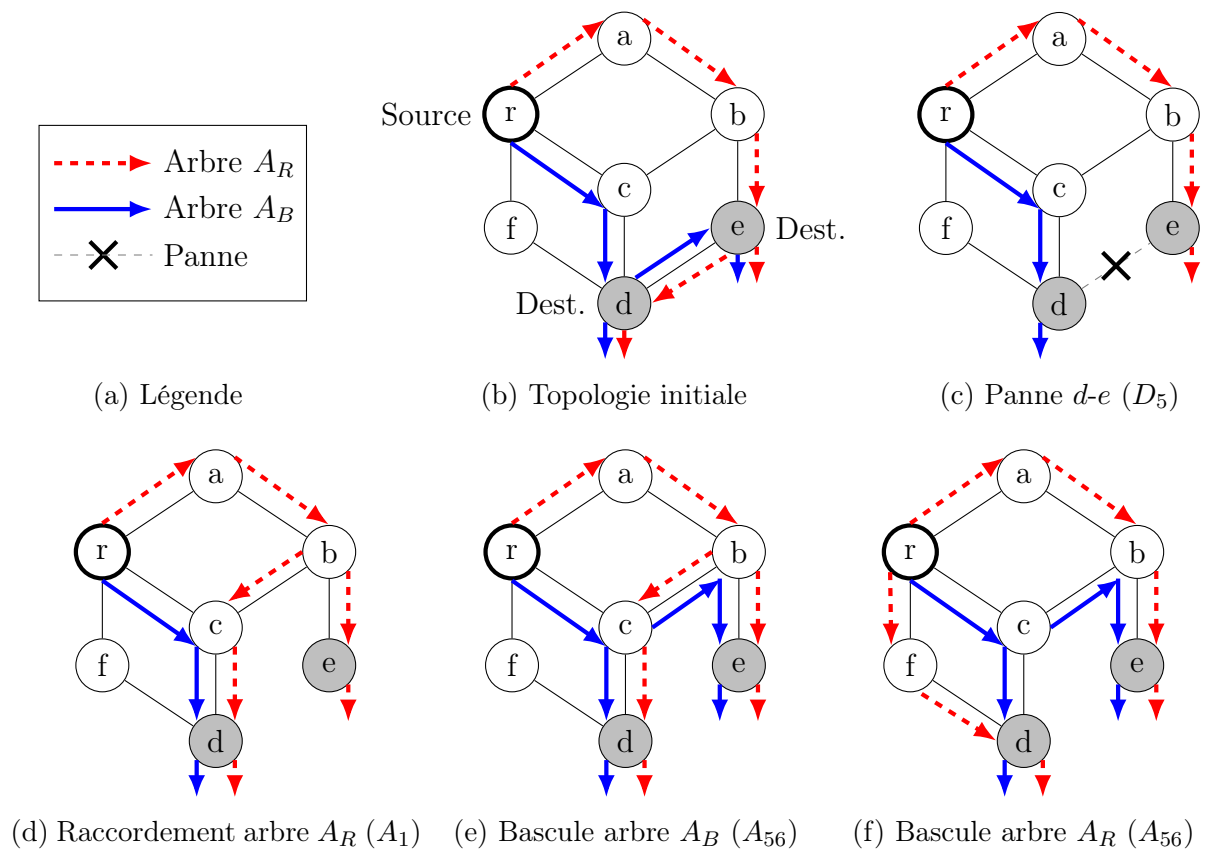 Arbre A_R
Arbre A_B
Panne
(a) Légende
a
Source r b
c
f e Dest.
Dest. d
(b) Topologie initiale
a
r b
c
f e
d
(c) Panne d-e (D_5)
a
r b
c
f e
d
(d) Raccordement arbre A_R (A_1)
a
r b
c
f e
d
(e) Bascule arbre A_B (A_56)
a
r b
c
f e
d
(f) Bascule arbre A_R (A_56)